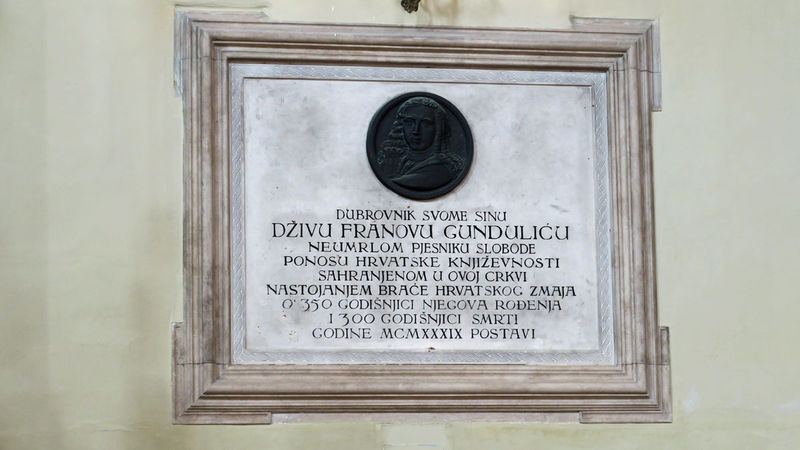 DUBROVNIK SVOME SINU
DŽIVU FRANOVU GUNDULIĆU
NEUMRLOM PJESNIKU SLOBODE
PONOSU HRVATSKE KNJIŽEVNOSTI
SAHRANJENOM U OVOJ CRKVI
NASTOJANJEM BRAĆE HRVATSKOG ZMAJA
O' 350 GODIŠNJICI NJEGOVA ROĐENJA
I 300 GODIŠNJICI SMRTI
GODINE MCMXXXIX POSTAVI